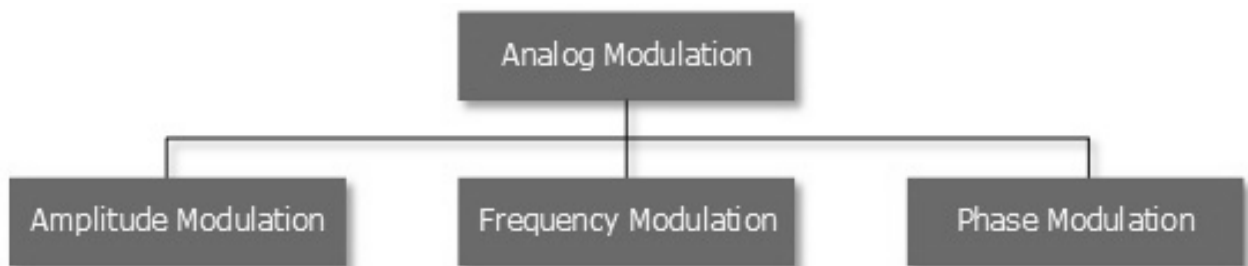 Analog Modulation
Amplitude Modulation
Frequency Modulation
Phase Modulation